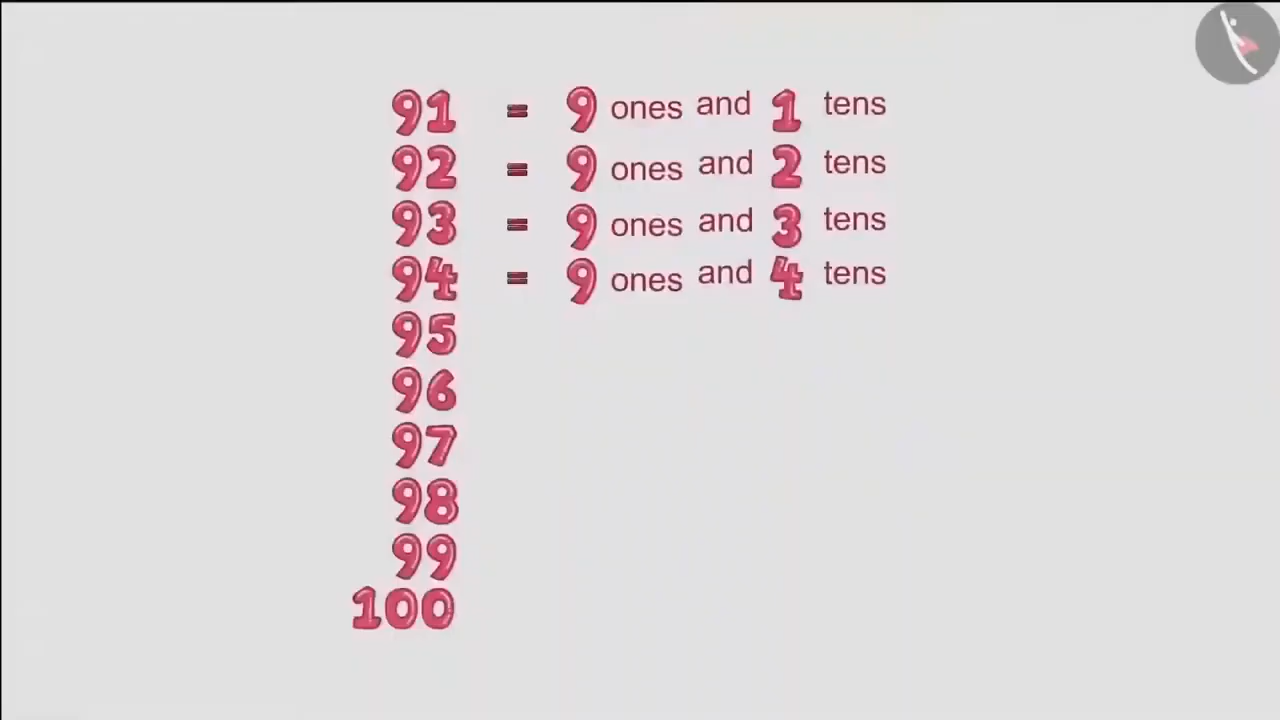 91 = 9 ones and 1 tens
92 = 9 ones and 2 tens
93 = 9 ones and 3 tens
94 = 9 ones and 4 tens
95
96
97
98
99
100